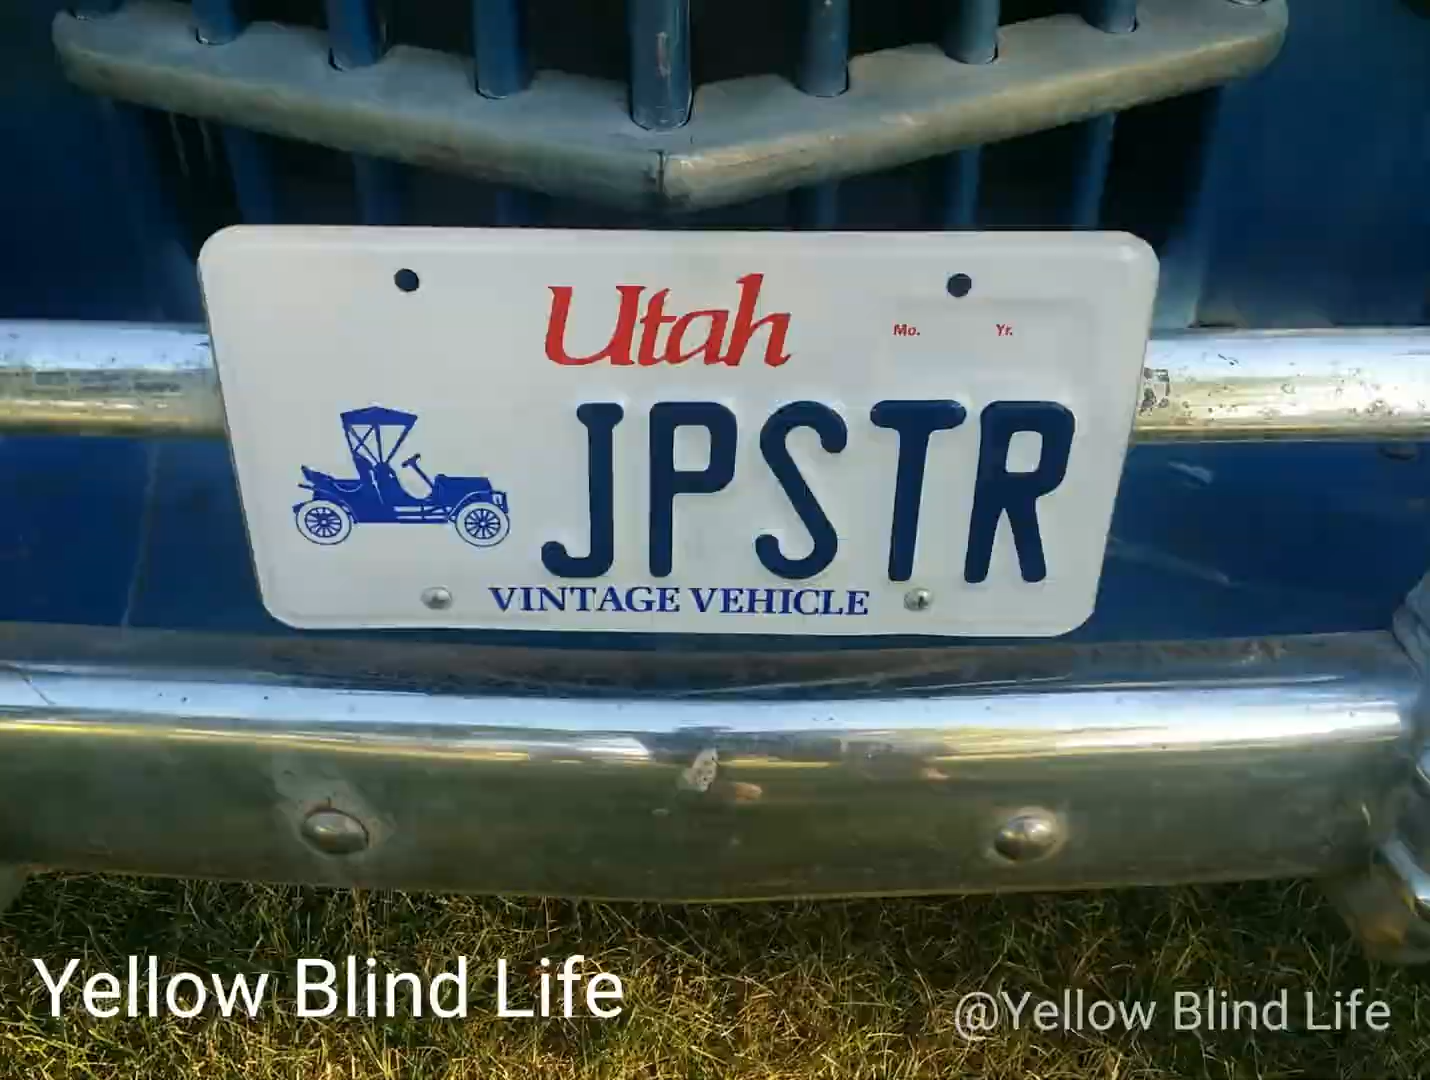 Utah
Mo. Yr.
JPSTR
VINTAGE VEHICLE
Yellow Blind Life
@Yellow Blind Life